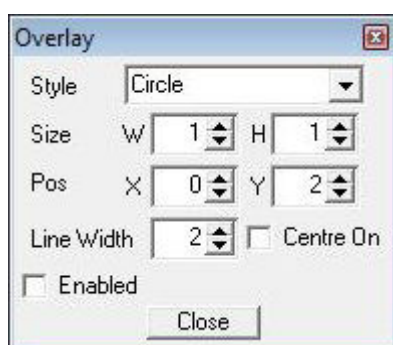 Overlay
Style Circle
Size W 1 H 1
Pos X 0 Y 2
Line Width 2 Centre On
Enabled
Close